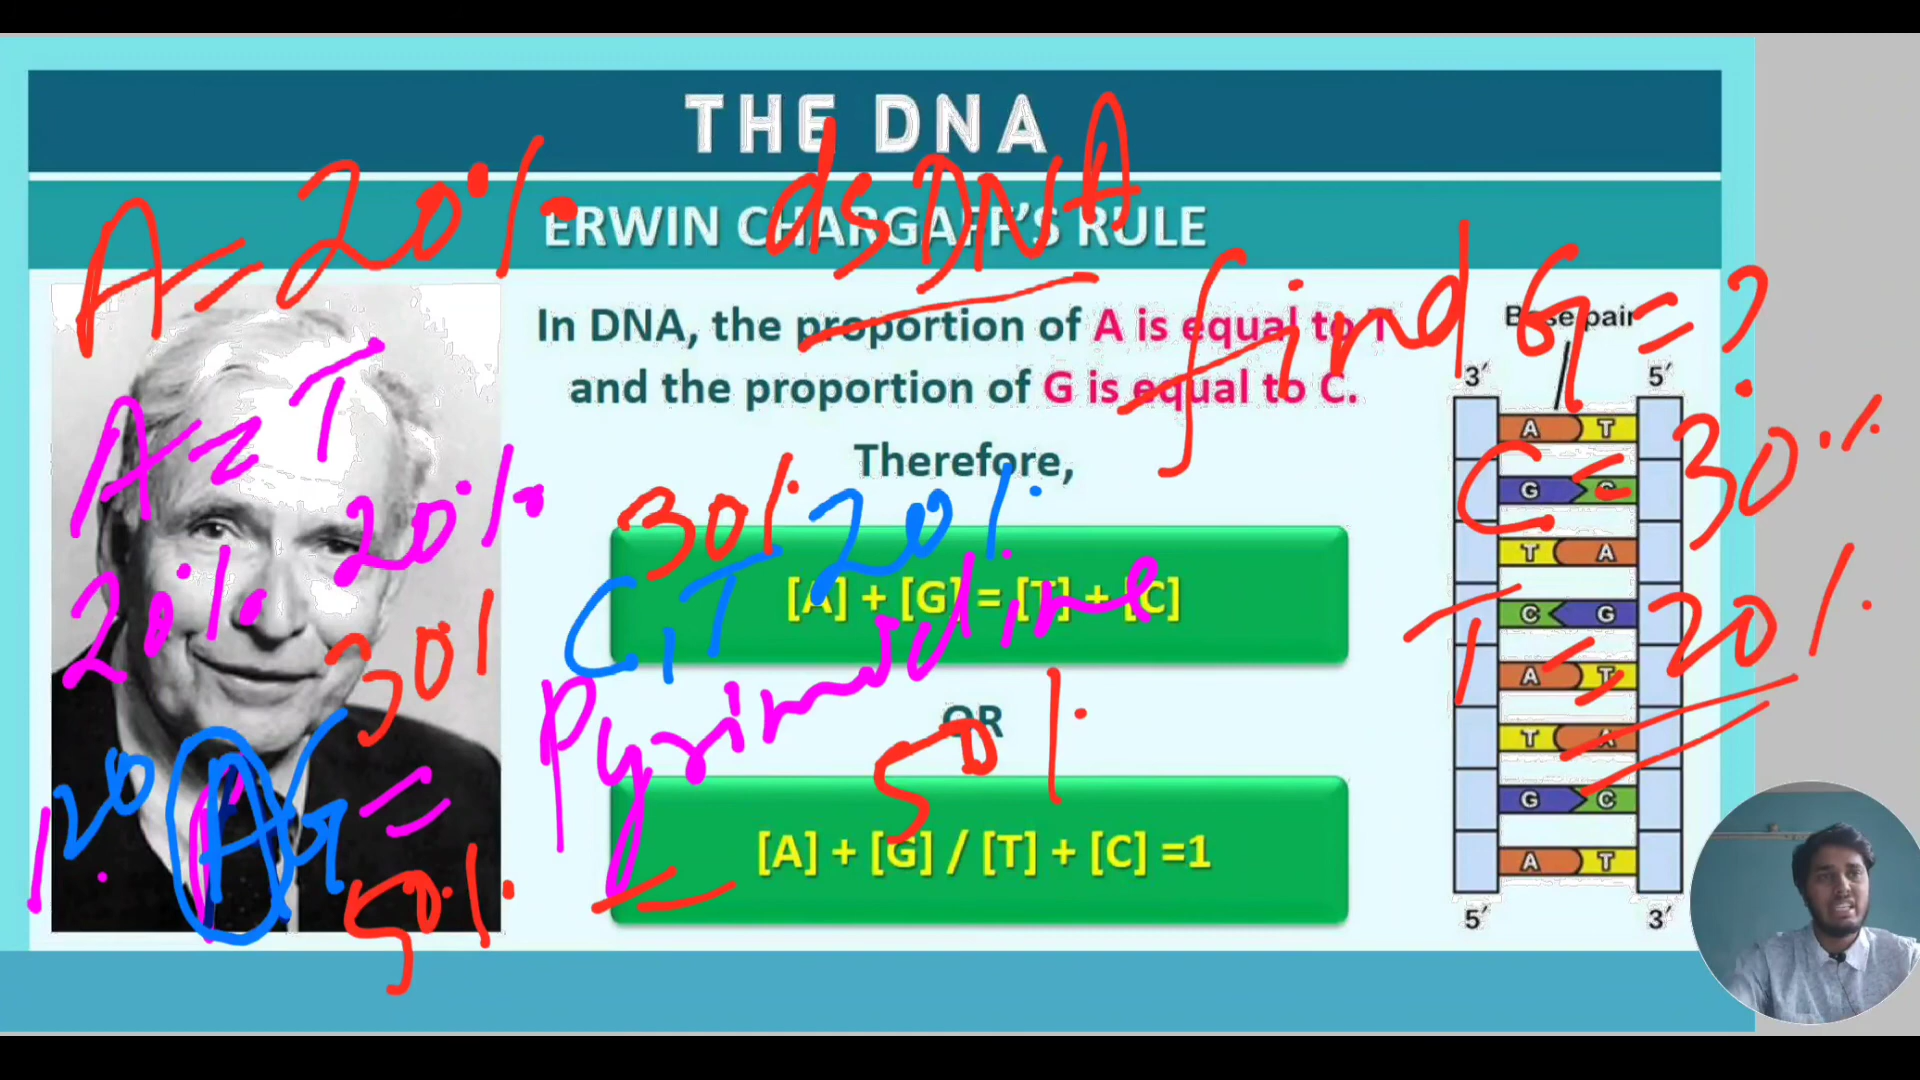 THE DNA
A = 20% dsDNA
ERWIN CHARGAFF'S RULE
find G = ?
In DNA, the proportion of A is equal to T
and the proportion of G is equal to C.
Therefore,
A = T
20% 20%
30% 20%
C, T
[A] + [G] = [T] + [C]
Pyrimidine
50%
OR
[A] + [G] / [T] + [C] =1
30%
20 A G = 50%
Base pair
3' 5'
A T
G C
C = 30%
T A
C G
T = 20%
A T
T A
G C
A T
5' 3'